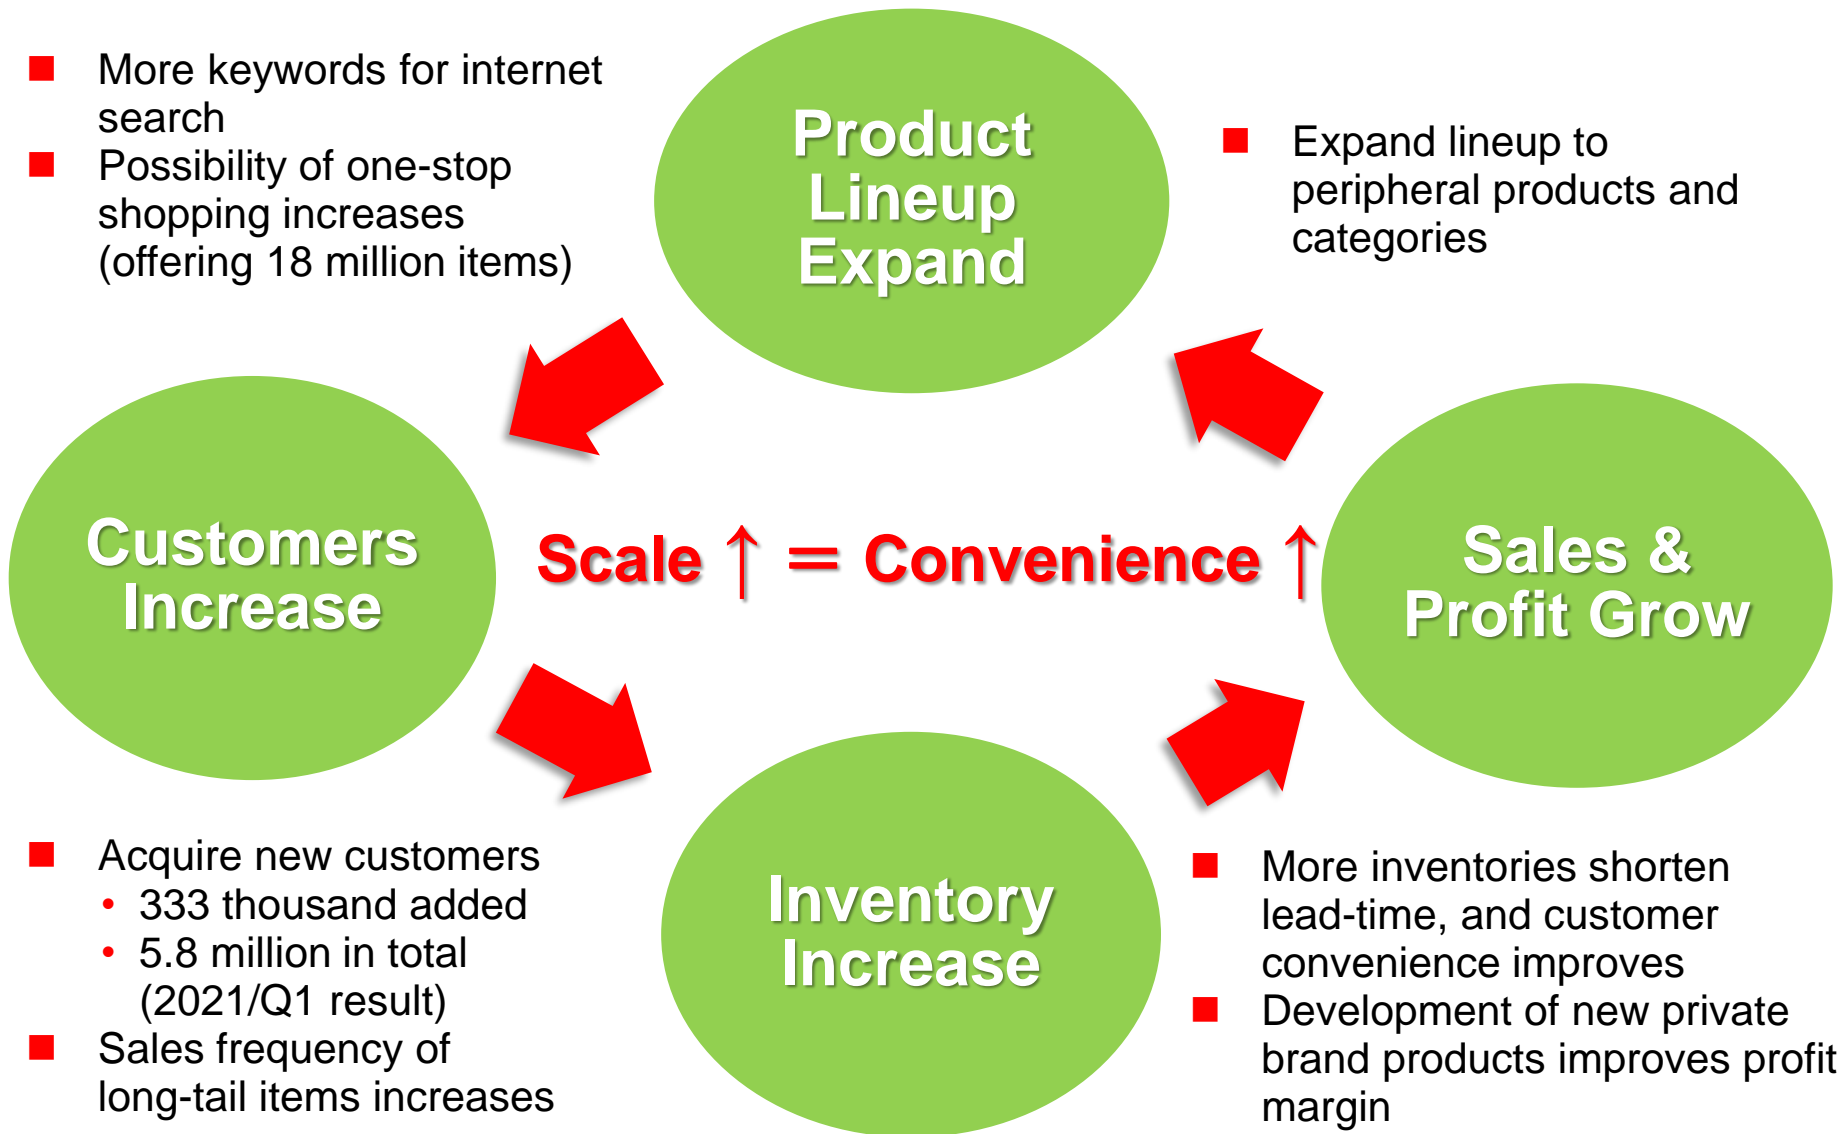 ■ More keywords for internet
search
■ Possibility of one-stop
shopping increases
(offering 18 million items)
Product
Lineup
Expand
■ Expand lineup to
peripheral products and
categories
Customers
Increase
Scale ↑ = Convenience ↑
Sales &
Profit Grow
■ Acquire new customers
• 333 thousand added
• 5.8 million in total
(2021/Q1 result)
■ Sales frequency of
long-tail items increases
Inventory
Increase
■ More inventories shorten
lead-time, and customer
convenience improves
■ Development of new private
brand products improves profit
margin